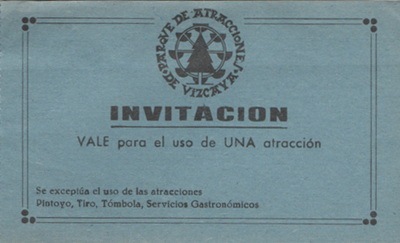 PARQUE DE ATRACCIONES
DE VIZCAYA
INVITACION
VALE para el uso de UNA atracción
Se exceptúa el uso de las atracciones
Pintoyo, Tiro, Tómbola, Servicios Gastronómicos